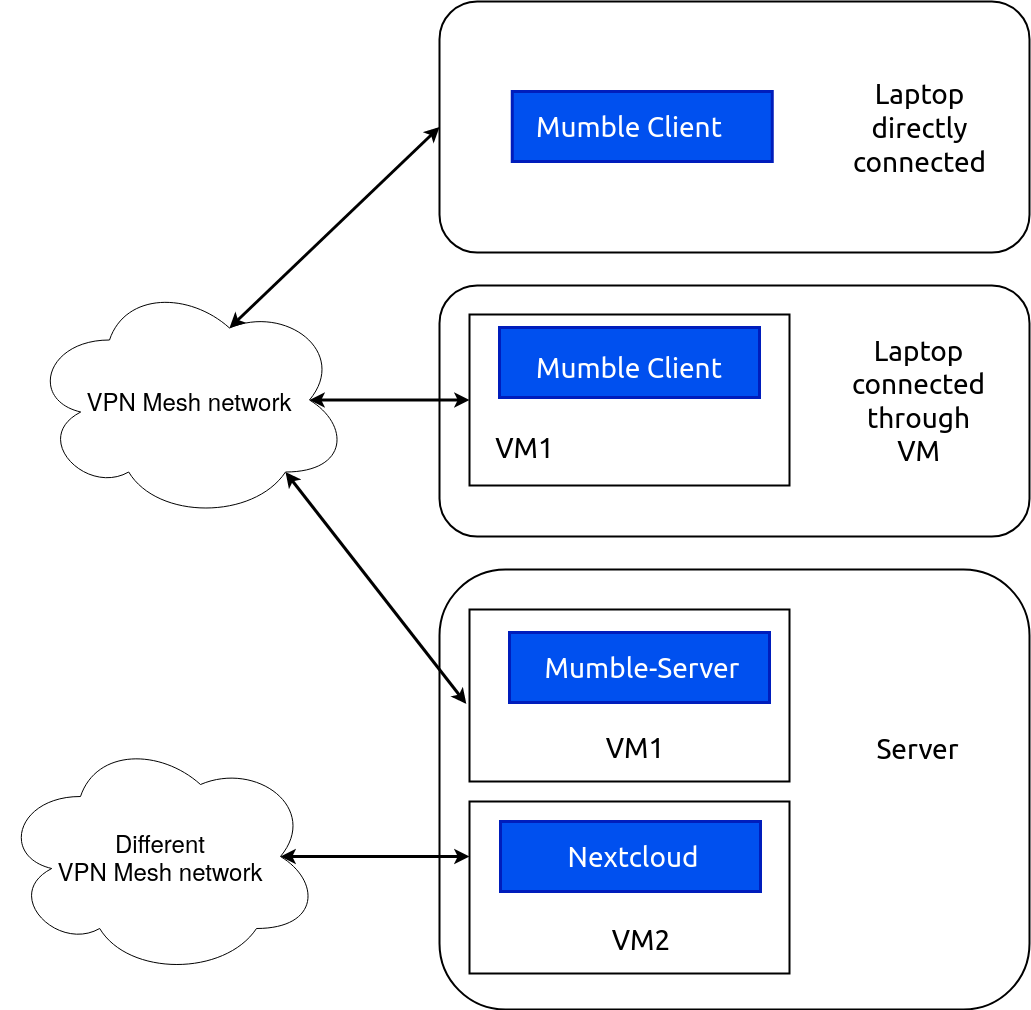 Mumble Client
Laptop
directly
connected
VPN Mesh network
Mumble Client
VM1
Laptop
connected
through
VM
Mumble-Server
VM1
Server
Different
VPN Mesh network
Nextcloud
VM2